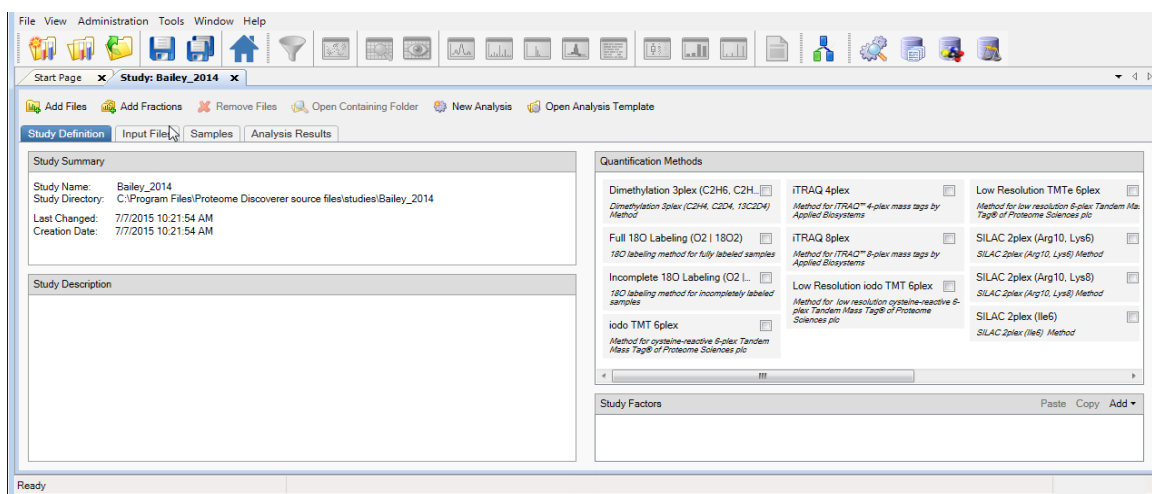 File View Administration Tools Window Help
Start Page x Study: Bailey_2014 x
Add Files Add Fractions Remove Files Open Containing Folder New Analysis Open Analysis Template
Study Definition Input Files Samples Analysis Results
Study Summary
Study Name: Bailey_2014
Study Directory: C:\Program Files\Proteome Discoverer source files\studies\Bailey_2014
Last Changed: 7/7/2015 10:21:54 AM
Creation Date: 7/7/2015 10:21:54 AM
Study Description
Quantification Methods
Dimethylation 3plex (C2H6, C2H...
Dimethylation 3plex (C2H4, C2D4, 13C2D4)
Method
Full 18O Labeling (O2 | 18O2)
18O labeling method for fully labeled samples
Incomplete 18O Labeling (O2 |...
18O labeling method for incompletely labeled
samples
iodo TMT 6plex
Method for cysteine-reactive 6-plex Tandem
Mass Tag® of Proteome Sciences plc
iTRAQ 4plex
Method for iTRAQ™ 4-plex mass tags by
Applied Biosystems
iTRAQ 8plex
Method for iTRAQ™ 8-plex mass tags by
Applied Biosystems
Low Resolution iodo TMT 6plex
Method for low resolution cysteine-reactive 6-
plex Tandem Mass Tag® of Proteome
Sciences plc
Low Resolution TMTe 6plex
Method for low resolution 6-plex Tandem Ma
Tag® of Proteome Sciences plc
SILAC 2plex (Arg10, Lys6)
SILAC 2plex (Arg10, Lys6) Method
SILAC 2plex (Arg10, Lys8)
SILAC 2plex (Arg10, Lys8) Method
SILAC 2plex (Ile6)
SILAC 2plex (Ile6) Method
Study Factors Paste Copy Add
Ready